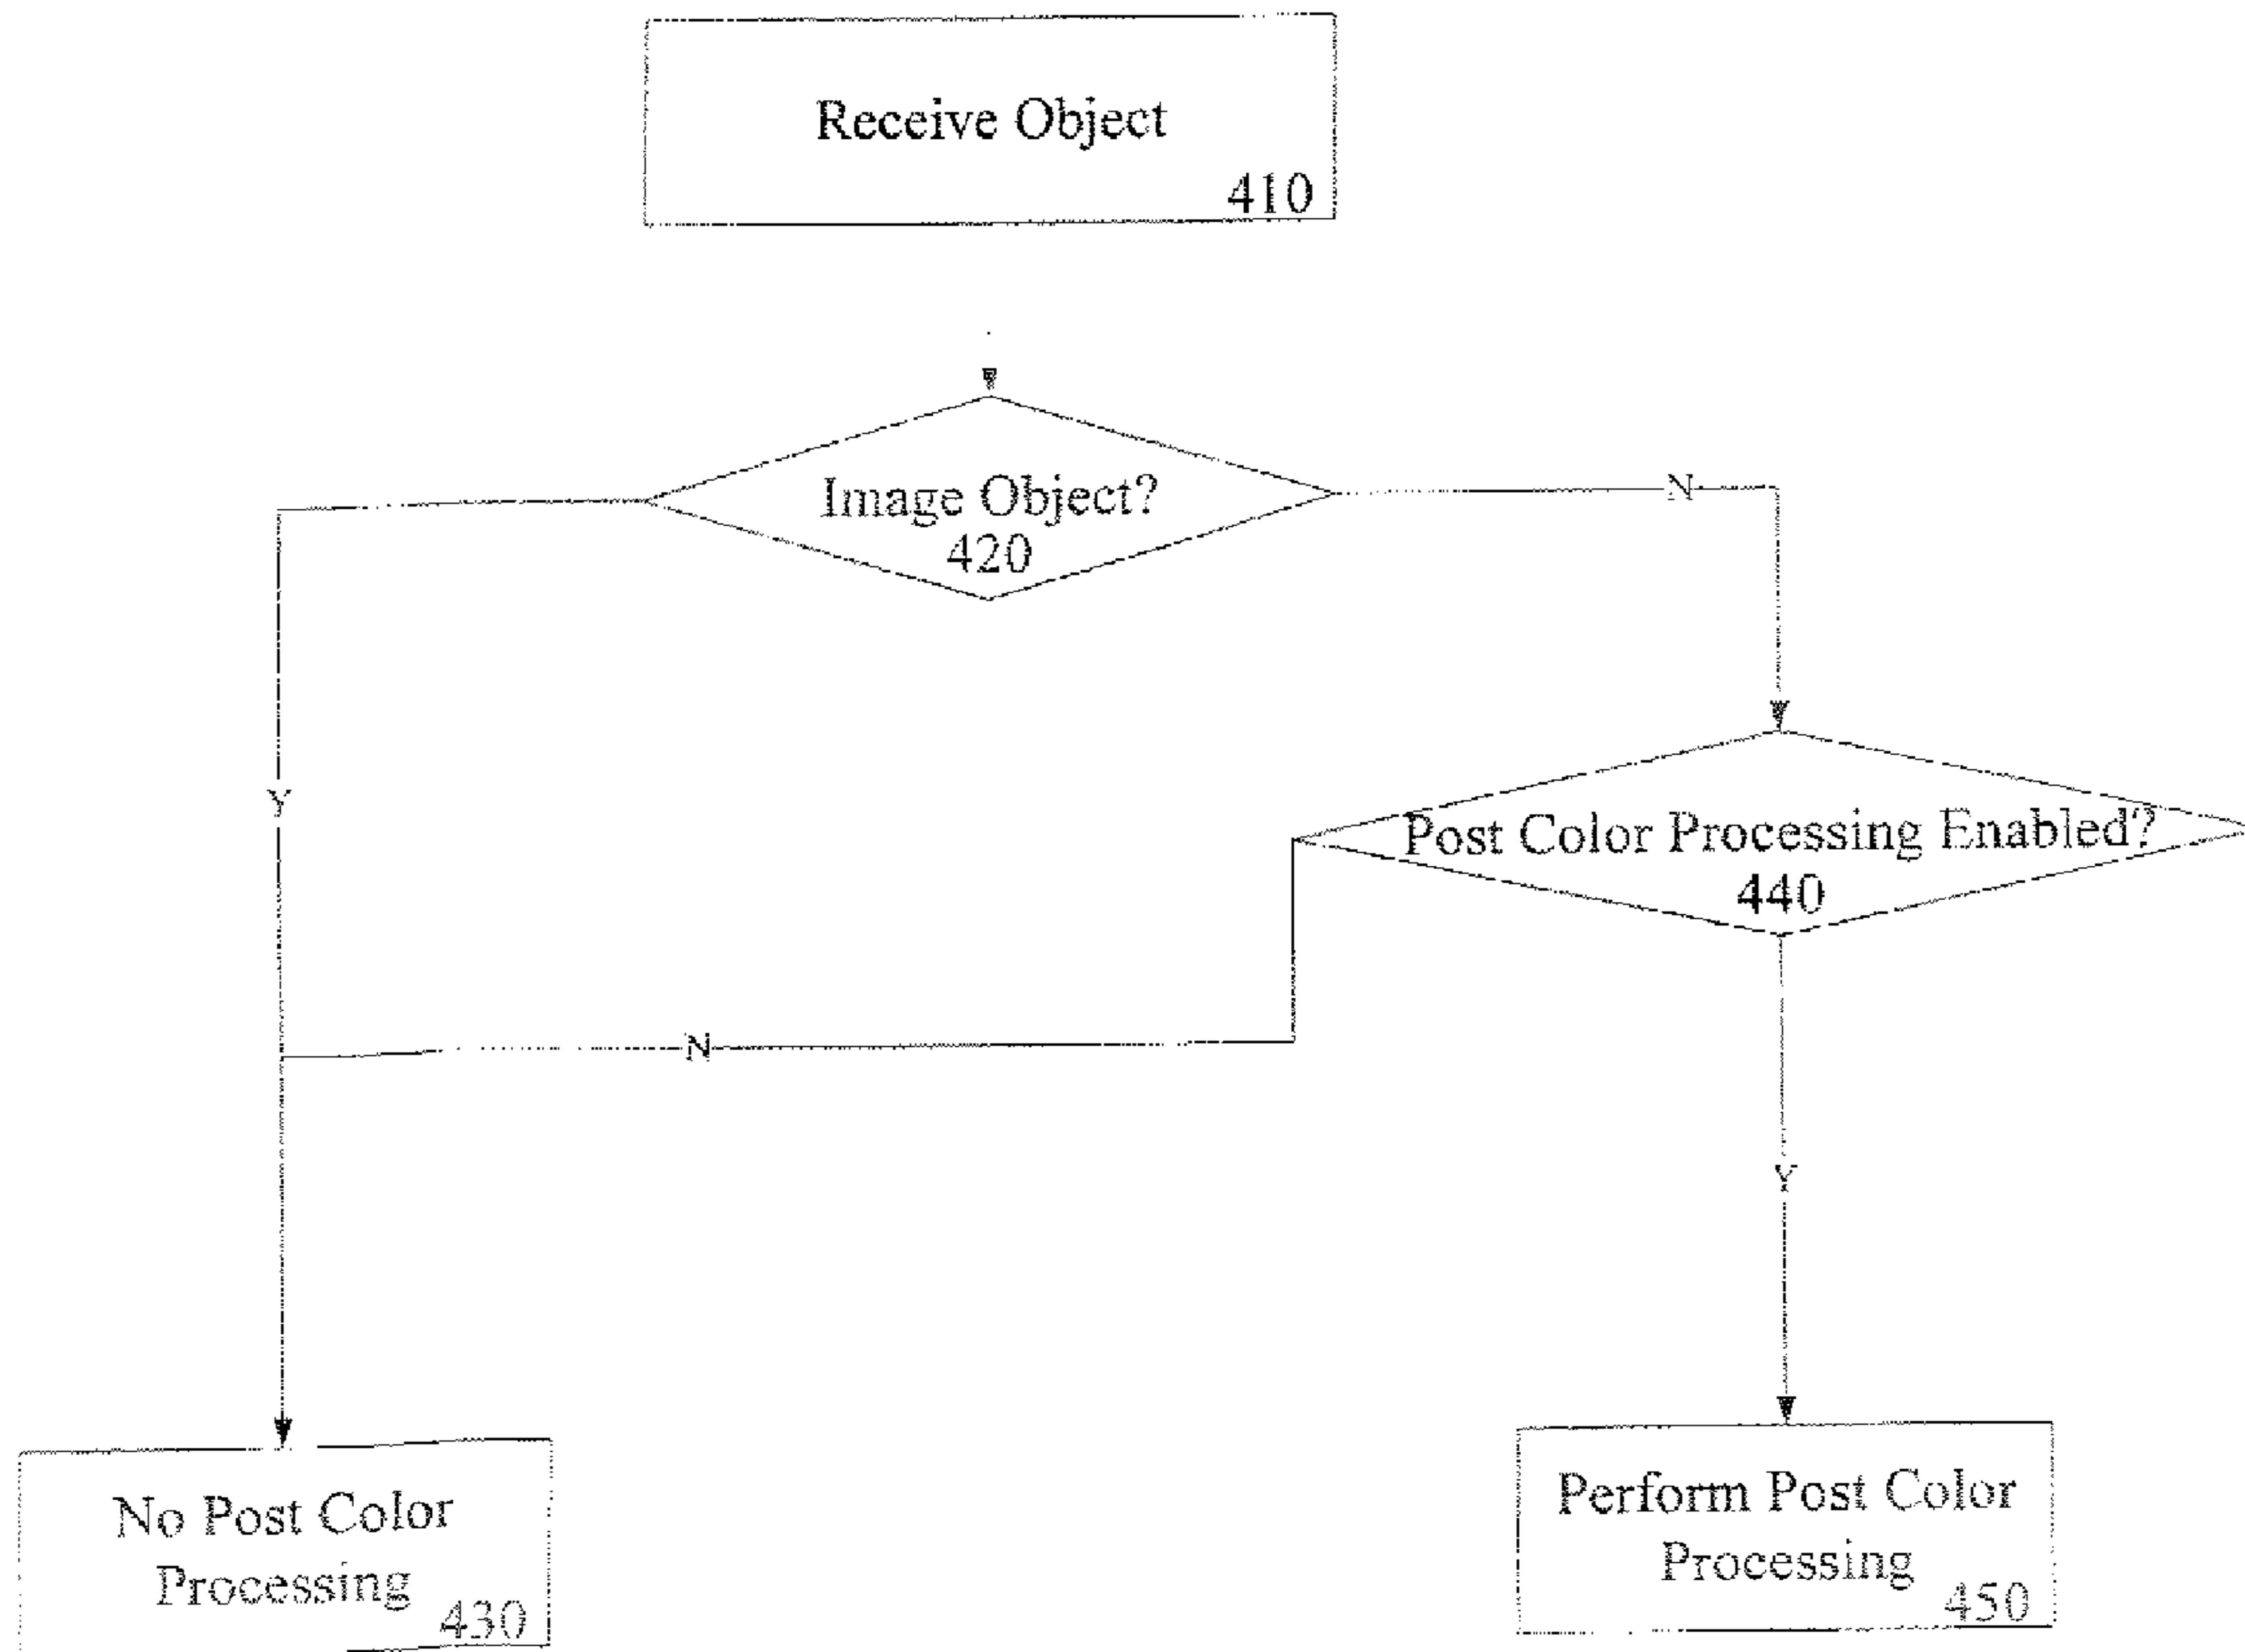 Receive Object
410
Image Object?
420
N
Y
Post Color Processing Enabled?
440
N
Y
No Post Color
Processing
430
Perform Post Color
Processing
450